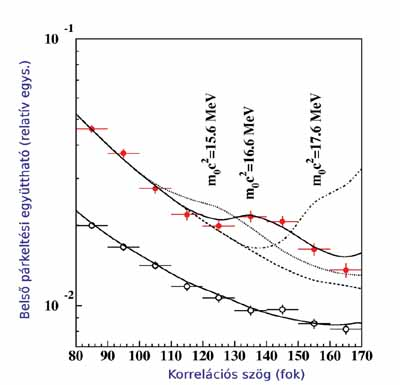 10⁻¹
Belső párkeltési együttható (relatív egys.)
m₀c²=15.6 MeV
m₀c²=16.6 MeV
m₀c²=17.6 MeV
10⁻²
80 90 100 110 120 130 140 150 160 170
Korrelációs szög (fok)